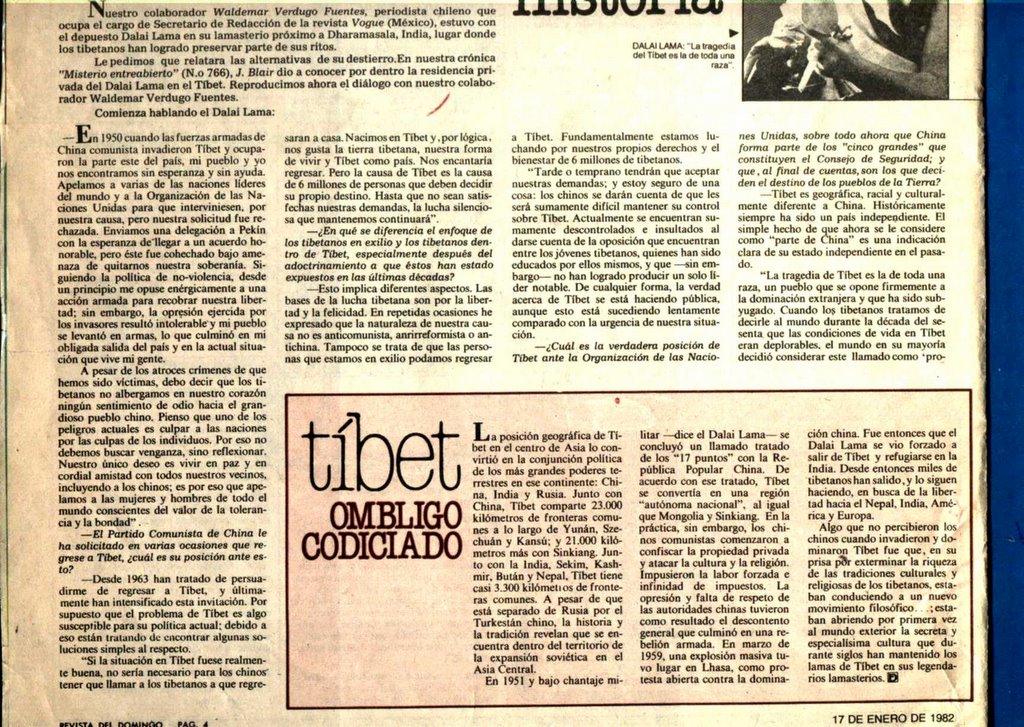 Nuestro colaborador Waldemar Verdugo Fuentes, periodista chileno que
ocupa el cargo de Secretario de Redacción de la revista Vogue (México), estuvo con
el depuesto Dalai Lama en su lamasterio próximo a Dharamasala, India, lugar donde
los tibetanos han logrado preservar parte de sus ritos.
Le pedimos que relatara las alternativas de su destierro.En nuestra crónica
"Misterio entreabierto" (N.o 766), J. Blair dio a conocer por dentro la residencia pri-
vada del Dalai Lama en el Tíbet. Reproducimos ahora el diálogo con nuestro colabo-
rador Waldemar Verdugo Fuentes.
Comienza hablando el Dalai Lama:
historia
DALAI LAMA: "La tragedia
del Tíbet es la de toda una
raza".
—En 1950 cuando las fuerzas armadas de
China comunista invadieron Tíbet y ocupa-
ron la parte este del país, mi pueblo y yo
nos encontramos sin esperanza y sin ayuda.
Apelamos a varias de las naciones líderes
del mundo y a la Organización de las Na-
ciones Unidas para que interviniesen, por
nuestra causa, pero nuestra solicitud fue re-
chazada. Enviamos una delegación a Pekín
con la esperanza de llegar a un acuerdo ho-
norable, pero éste fue cohechado bajo ame-
naza de quitarnos nuestra soberanía. Si-
guiendo la política de no-violencia, desde
un principio me opuse enérgicamente a una
acción armada para recobrar nuestra liber-
tad; sin embargo, la opresión ejercida por
los invasores resultó intolerable y mi pueblo
se levantó en armas, lo que culminó en mi
obligada salida del país y en la actual situa-
ción que vive mi gente.
A pesar de los atroces crímenes de que
hemos sido víctimas, debo decir que los ti-
betanos no albergamos en nuestro corazón
ningún sentimiento de odio hacia el gran-
dioso pueblo chino. Pienso que uno de los
peligros actuales es culpar a las naciones
por las culpas de los individuos. Por eso no
debemos buscar venganza, sino reflexionar.
Nuestro único deseo es vivir en paz y en
cordial amistad con todos nuestros vecinos,
incluyendo a los chinos; es por eso que ape-
lamos a las mujeres y hombres de todo el
mundo conscientes del valor de la toleran-
cia y la bondad".
—El Partido Comunista de China le
ha solicitado en varias ocasiones que re-
grese a Tíbet, ¿cuál es su posición ante es-
to?
—Desde 1963 han tratado de persua-
dirme de regresar a Tíbet, y última-
mente han intensificado esta invitación. Por
supuesto que el problema de Tíbet es algo
susceptible para su política actual; debido a
eso están tratando de encontrar algunas so-
luciones simples al respecto.
"Si la situación en Tíbet fuese realmen-
te buena, no sería necesario para los chinos
tener que llamar a los tibetanos a que regre-
saran a casa. Nacimos en Tíbet y, por lógica,
nos gusta la tierra tibetana, nuestra forma
de vivir y Tíbet como país. Nos encantaría
regresar. Pero la causa de Tíbet es la causa
de 6 millones de personas que deben decidir
su propio destino. Hasta que no sean satis-
fechas nuestras demandas, la lucha silencio-
sa que mantenemos continuará".
—¿En qué se diferencia el enfoque de
los tibetanos en exilio y los tibetanos den-
tro de Tíbet, especialmente después del
adoctrinamiento a que éstos han estado
expuestos en las últimas décadas?
—Esto implica diferentes aspectos. Las
bases de la lucha tibetana son por la liber-
tad y la felicidad. En repetidas ocasiones he
expresado que la naturaleza de nuestra cau-
sa no es anticomunista, antirreformista o an-
tichina. Tampoco se trata de que las perso-
nas que estamos en exilio podamos regresar
a Tíbet. Fundamentalmente estamos lu-
chando por nuestros propios derechos y el
bienestar de 6 millones de tibetanos.
"Tarde o temprano tendrán que aceptar
nuestras demandas; y estoy seguro de una
cosa: los chinos se darán cuenta de que les
será sumamente difícil mantener su control
sobre Tíbet. Actualmente se encuentran su-
mamente descontrolados e insultados al
darse cuenta de la oposición que encuentran
entre los jóvenes tibetanos, quienes han sido
educados por ellos mismos, y que —sin em-
bargo— no han logrado producir un solo lí-
der notable. De cualquier forma, la verdad
acerca de Tíbet se está haciendo pública,
aunque esto está sucediendo lentamente
comparado con la urgencia de nuestra situa-
ción.
—¿Cuál es la verdadera posición de
Tíbet ante la Organización de las Nacio-
nes Unidas, sobre todo ahora que China
forma parte de los "cinco grandes" que
constituyen el Consejo de Seguridad; y
que, al final de cuentas, son los que deci-
den el destino de los pueblos de la Tierra?
—Tíbet es geográfica, racial y cultural-
mente diferente a China. Históricamente
siempre ha sido un país independiente. El
simple hecho de que ahora se le considere
como "parte de China" es una indicación
clara de su estado independiente en el pasa-
do.
"La tragedia de Tíbet es la de toda una
raza, un pueblo que se opone firmemente a
la dominación extranjera y que ha sido sub-
yugado. Cuando los tibetanos tratamos de
decirle al mundo durante la década del se-
senta que las condiciones de vida en Tíbet
eran deplorables, el mundo en su mayoría
decidió considerar este llamado como "pro-
tíbet
OMBLIGO
CODICIADO
La posición geográfica de Tí-
bet en el centro de Asia lo con-
virtió en la conjunción política
de los más grandes poderes te-
rrestres en ese continente: Chi-
na, India y Rusia. Junto con
China, Tíbet comparte 23.000
kilómetros de fronteras comu-
nes a lo largo de Yunán, Sze-
chuán y Kansú; y 21.000 kiló-
metros más con Sinkiang. Jun-
to con la India, Sekim, Kash-
mir, Bután y Nepal, Tíbet tiene
casi 3.300 kilómetros de fronte-
ras comunes. A pesar de que
está separado de Rusia por el
Turkestán chino, la historia y
la tradición revelan que se en-
cuentra dentro del territorio de
la expansión soviética en el
Asia Central.
En 1951 y bajo chantaje mi-
litar —dice el Dalai Lama— se
concluyó un llamado tratado
de los "17 puntos" con la Re-
pública Popular China. De
acuerdo con ese tratado, Tíbet
se convertía en una región
"autónoma nacional", al igual
que Mongolia y Sinkiang. En la
práctica, sin embargo, los chi-
nos comunistas comenzaron a
confiscar la propiedad privada
y atacar la cultura y la religión.
Impusieron la labor forzada e
infinidad de impuestos. La
opresión y falta de respeto de
las autoridades chinas tuvieron
como resultado el descontento
general que culminó en una re-
belión armada. En marzo de
1959, una explosión masiva tu-
vo lugar en Lhasa, como pro-
testa abierta contra la domina-
ción china. Fue entonces que el
Dalai Lama se vio forzado a
salir de Tíbet y refugiarse en la
India. Desde entonces miles de
tibetanos han salido, y lo siguen
haciendo, en busca de la liber-
tad hacia el Nepal, India, Amé-
rica y Europa.
Algo que no percibieron los
chinos cuando invadieron y do-
minaron Tíbet fue que, en su
prisa por exterminar la riqueza
de las tradiciones culturales y
religiosas de los tibetanos, esta-
ban conduciendo a un nuevo
movimiento filosófico...; esta-
ban abriendo por primera vez
al mundo exterior la secreta y
especialísima cultura que du-
rante siglos han mantenido los
lamas de Tíbet en sus legenda-
rios lamasterios.
REVISTA DEL DOMINGO PAG. 4
17 DE ENERO DE 1982